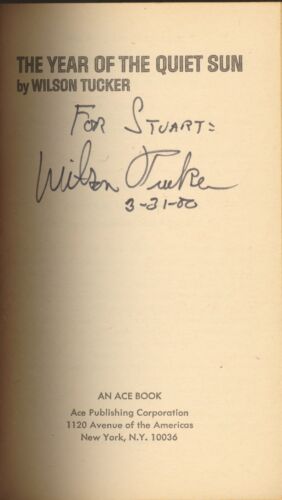 THE YEAR OF THE QUIET SUN
by WILSON TUCKER
FOR STUART:
Wilson Tucker
3-31-00
AN ACE BOOK
Ace Publishing Corporation
1120 Avenue of the Americas
New York, N.Y. 10036